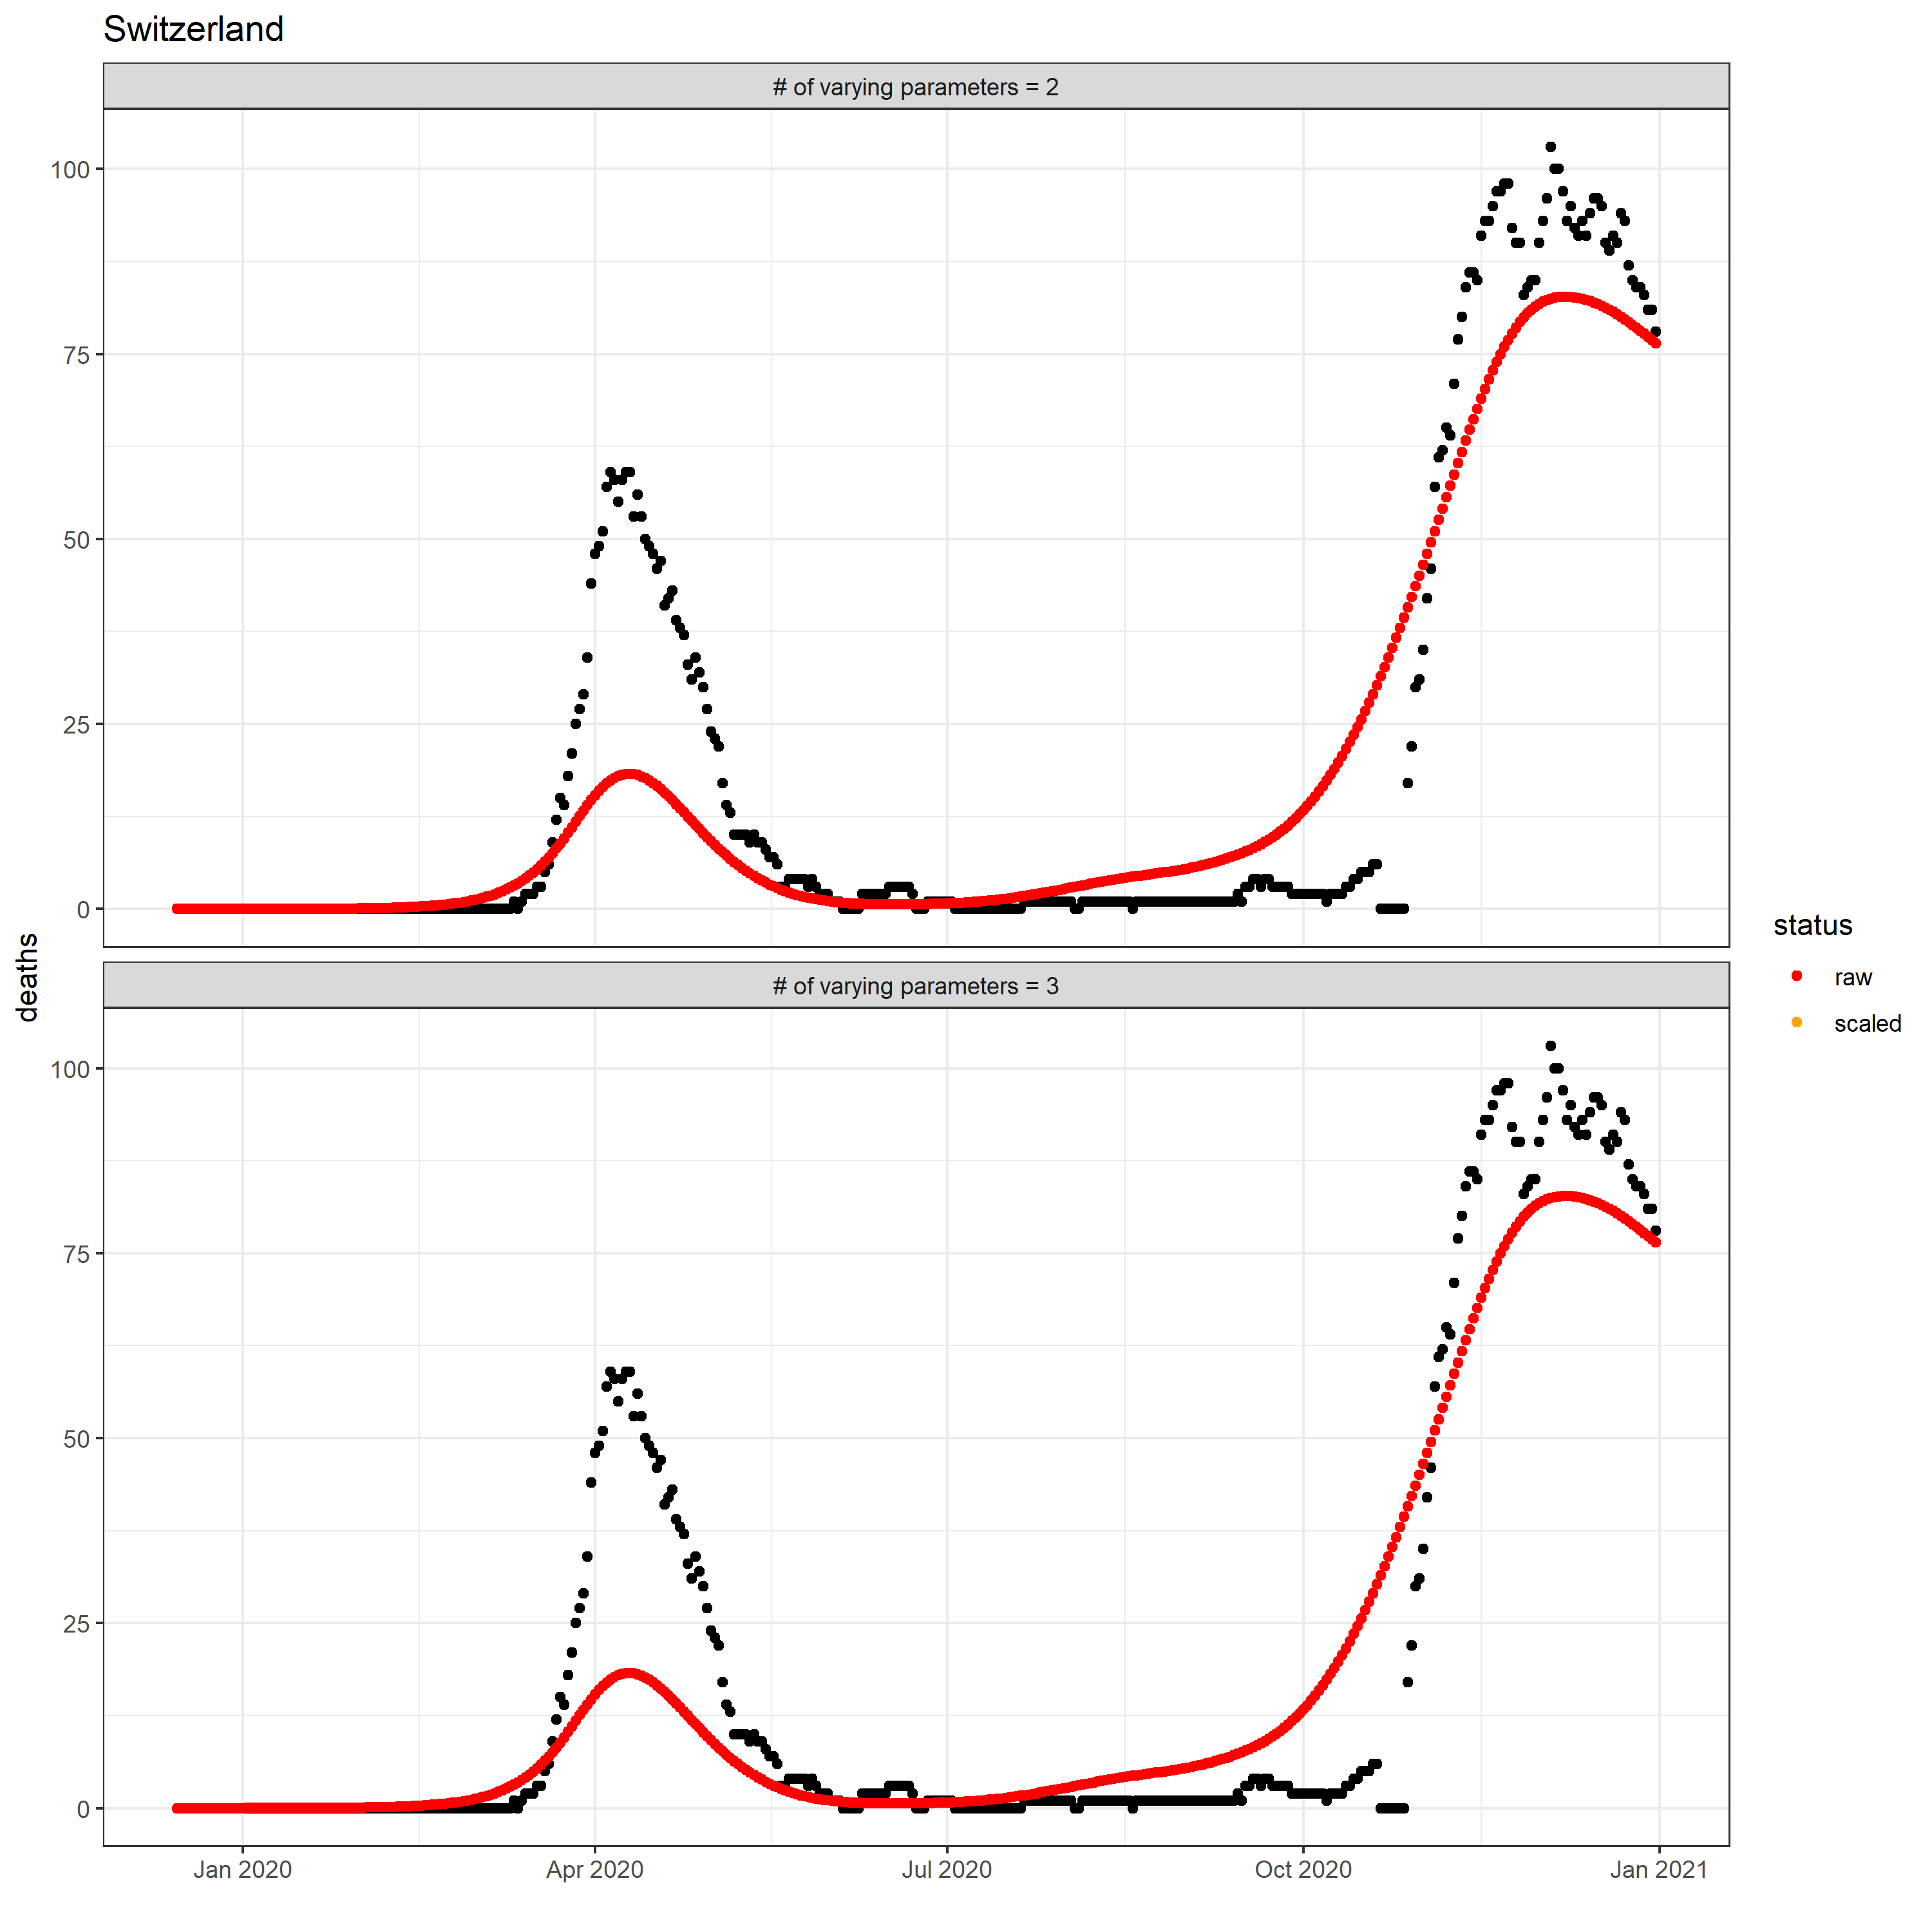 Switzerland
# of varying parameters = 2
100
75
50
25
0
deaths
# of varying parameters = 3
100
75
50
25
0
Jan 2020
Apr 2020
Jul 2020
Oct 2020
Jan 2021
status
raw
scaled